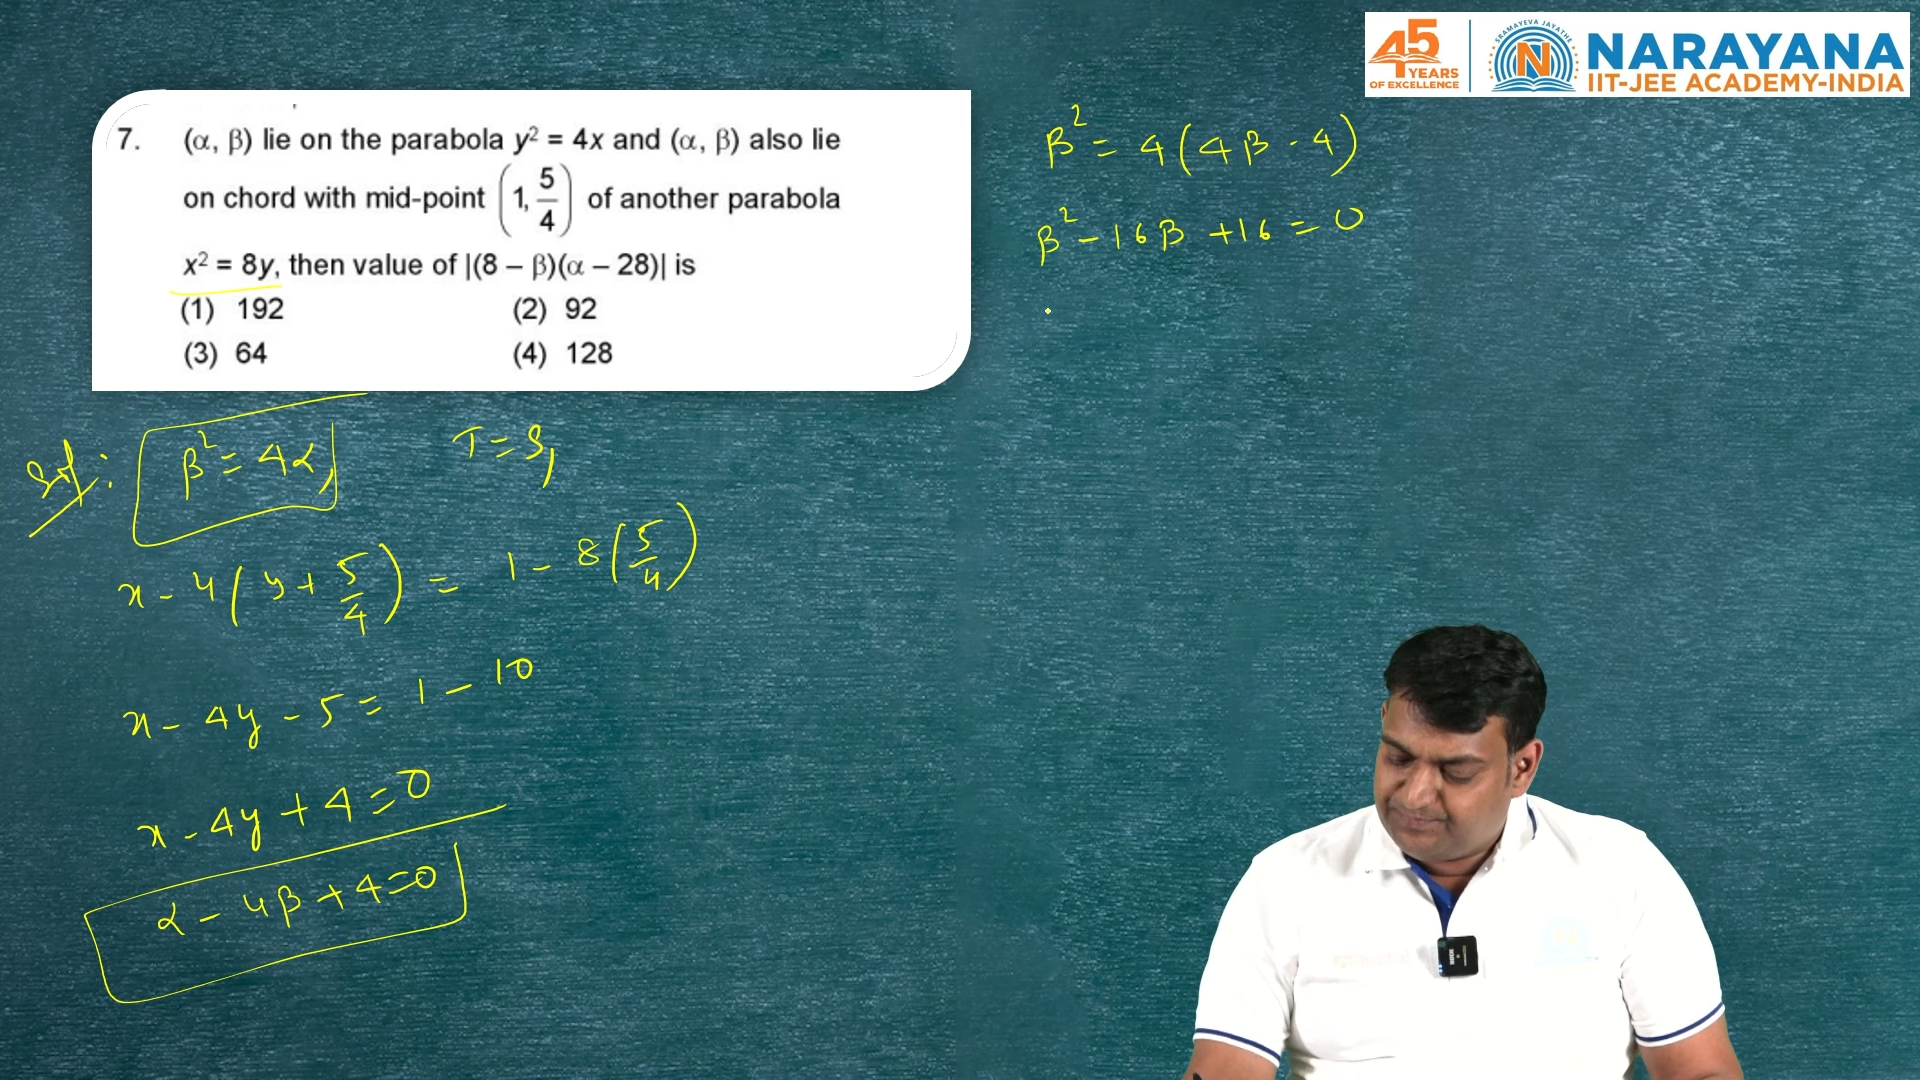 45
YEARS
OF EXCELLENCE
SRAMAYEVA JAYATHE
N
NARAYANA
IIT-JEE ACADEMY-INDIA
7. (α, β) lie on the parabola y² = 4x and (α, β) also lie
on chord with mid-point (1, 5/4) of another parabola
x² = 8y, then value of |(8 – β)(α – 28)| is
(1) 192 (2) 92
(3) 64 (4) 128
Sol:
β² = 4α, T = S₁
x - 4(y + 5/4) = 1 - 8(5/4)
x - 4y - 5 = 1 - 10
x - 4y + 4 = 0
α - 4β + 4 = 0
β² = 4(4β - 4)
β² - 16β + 16 = 0